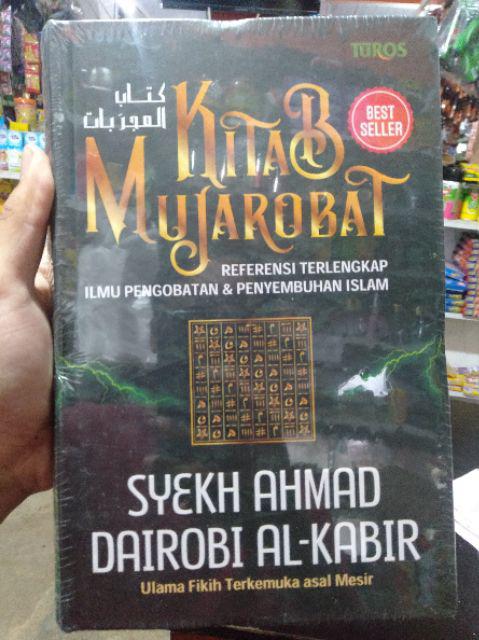 TUROS
كتاب
المجربات
KITAB
MUJAROBAT
BEST
SELLER
REFERENSI TERLENGKAP
ILMU PENGOBATAN & PENYEMBUHAN ISLAM
SYEKH AHMAD
DAIROBI AL-KABIR
Ulama Fikih Terkemuka asal Mesir